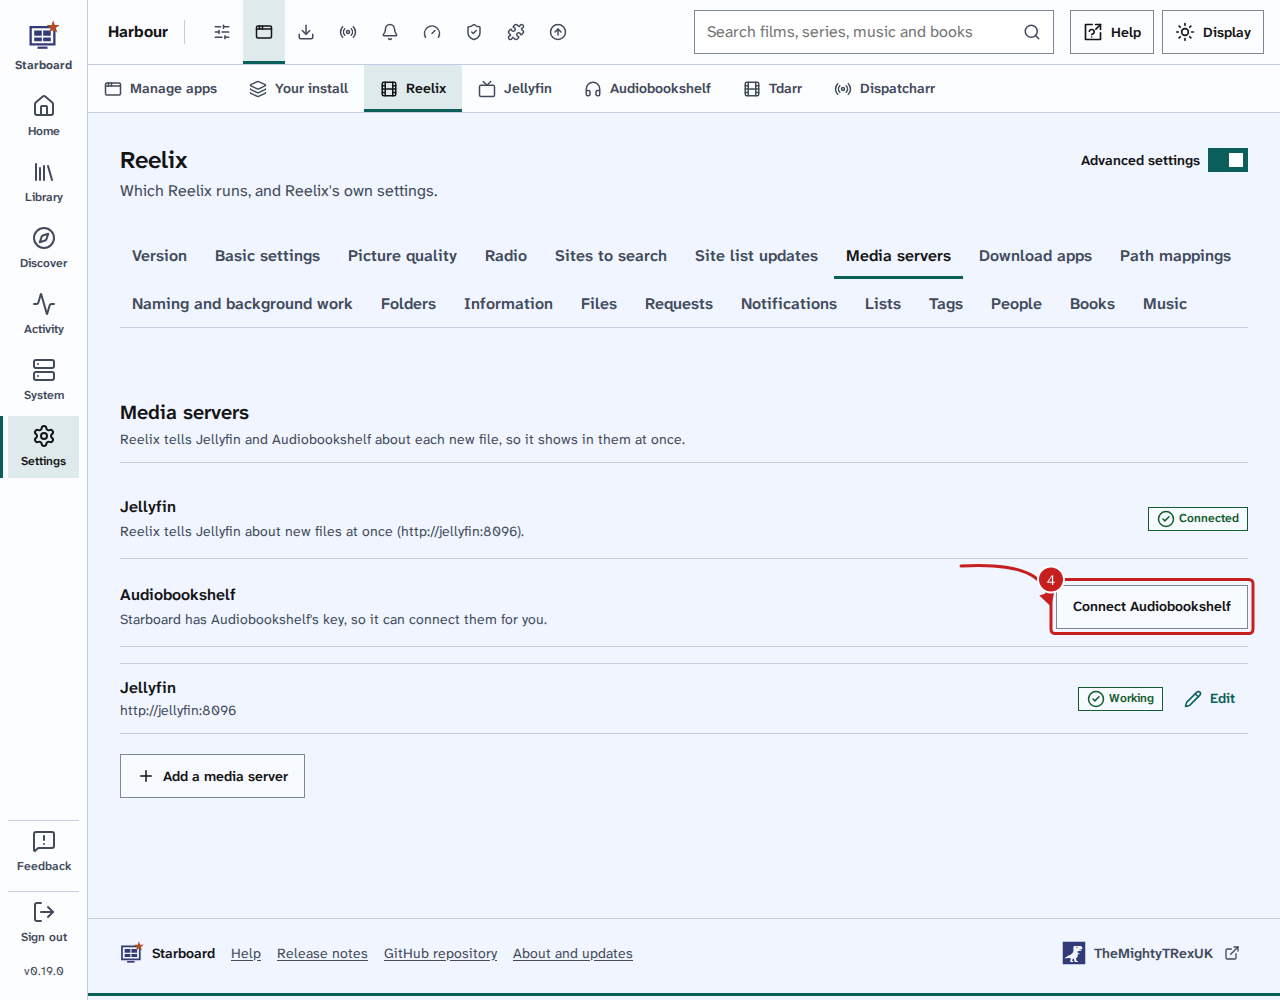 Starboard
Home
Library
Discover
Activity
System
Settings
Feedback
Sign out
v0.19.0
Harbour
Search films, series, music and books
Help
Display
Manage apps
Your install
Reelix
Jellyfin
Audiobookshelf
Tdarr
Dispatcharr
Reelix
Which Reelix runs, and Reelix's own settings.
Advanced settings
Version
Basic settings
Picture quality
Radio
Sites to search
Site list updates
Media servers
Download apps
Path mappings
Naming and background work
Folders
Information
Files
Requests
Notifications
Lists
Tags
People
Books
Music
Media servers
Reelix tells Jellyfin and Audiobookshelf about each new file, so it shows in them at once.
Jellyfin
Reelix tells Jellyfin about new files at once (http://jellyfin:8096).
Connected
Audiobookshelf
Starboard has Audiobookshelf's key, so it can connect them for you.
4
Connect Audiobookshelf
Jellyfin
http://jellyfin:8096
Working
Edit
Add a media server
Starboard
Help
Release notes
GitHub repository
About and updates
TheMightyTRexUK